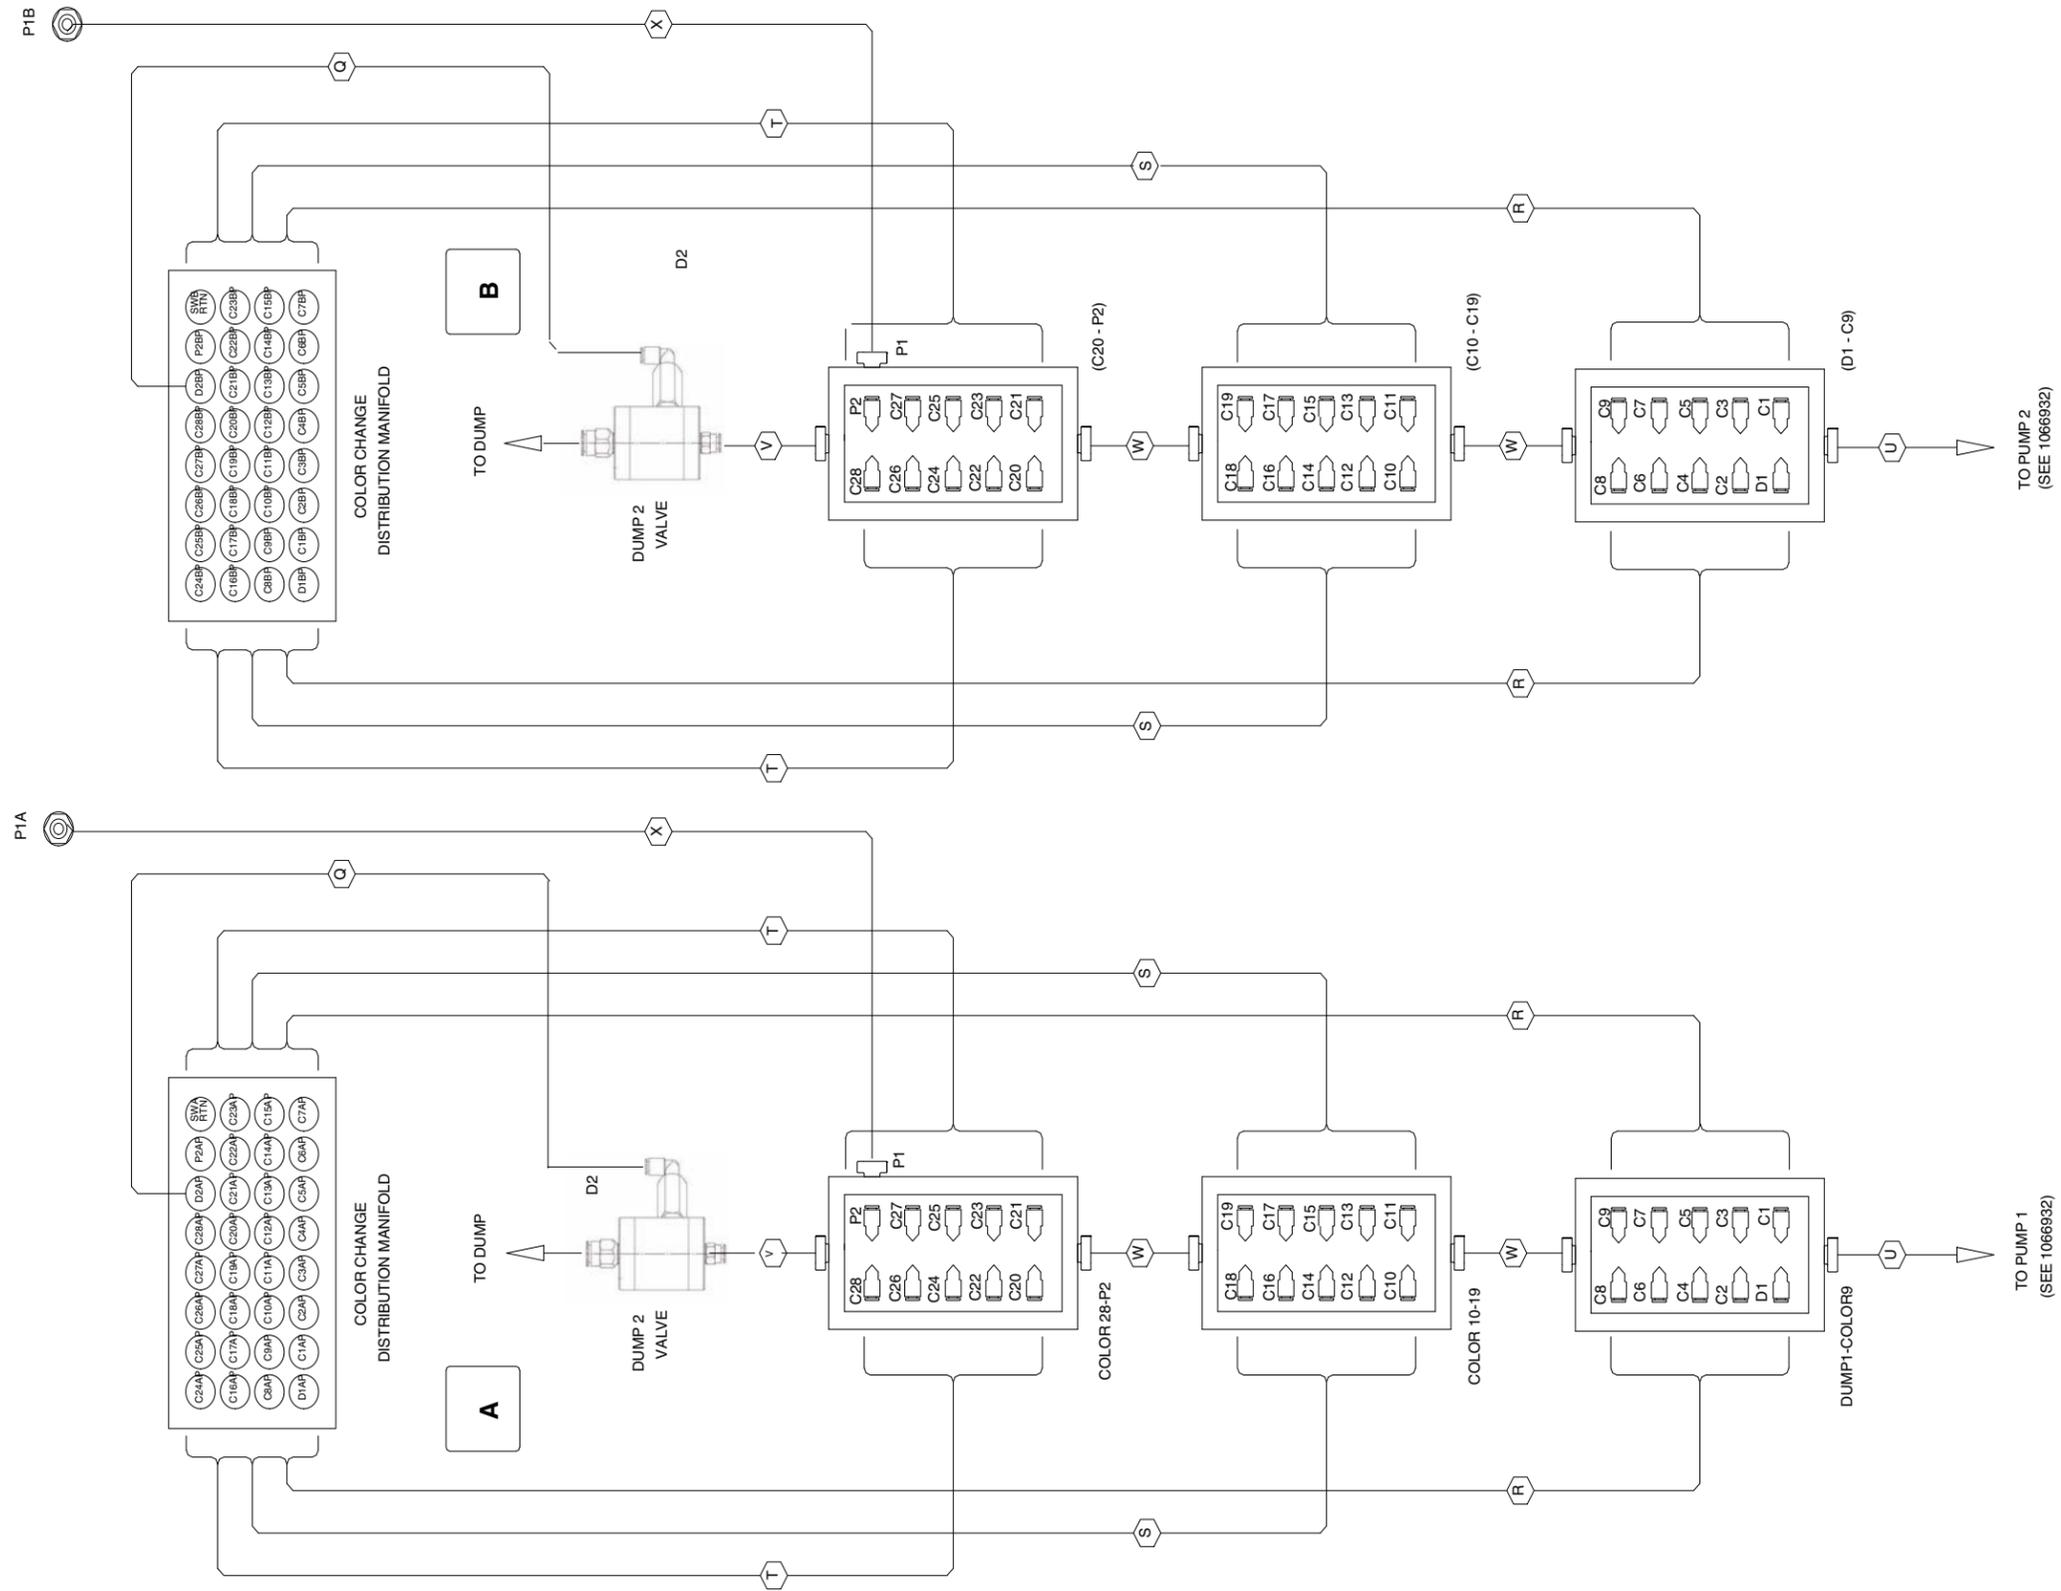 P1A
Q
C24AP C25AP C26AP C27AP C28AP D2AP P2AP SWA
RTN
C16AP C17AP C18AP C19AP C20AP C21AP C22AP C23AP
C8AP C9AP C10AP C11AP C12AP C13AP C14AP C15AP
D1AP C1AP C2AP C3AP C4AP C5AP C6AP C7AP
COLOR CHANGE
DISTRIBUTION MANIFOLD
A
TO DUMP
D2
DUMP 2
VALVE
X
T
V
T
P1
C28 P2
C26 C27
C24 C25
C22 C23
C20 C21
COLOR 28-P2
S
W
S
C18 C19
C16 C17
C14 C15
C12 C13
C10 C11
COLOR 10-19
R
W
R
C8 C9
C6 C7
C4 C5
C2 C3
D1 C1
DUMP1-COLOR9
U
TO PUMP 1
(SEE 1066932)
P1B
Q
C24BP C25BP C26BP C27BP C28BP D2BP P2BP SWB
RTN
C16BP C17BP C18BP C19BP C20BP C21BP C22BP C23BP
C8BP C9BP C10BP C11BP C12BP C13BP C14BP C15BP
D1BP C1BP C2BP C3BP C4BP C5BP C6BP C7BP
COLOR CHANGE
DISTRIBUTION MANIFOLD
B
TO DUMP
DUMP 2
VALVE
D2
X
T
V
T
P1
C28 P2
C26 C27
C24 C25
C22 C23
C20 C21
(C20 - P2)
S
W
S
C18 C19
C16 C17
C14 C15
C12 C13
C10 C11
(C10 - C19)
R
W
R
C8 C9
C6 C7
C4 C5
C2 C3
D1 C1
(D1 - C9)
U
TO PUMP 2
(SEE 1066932)